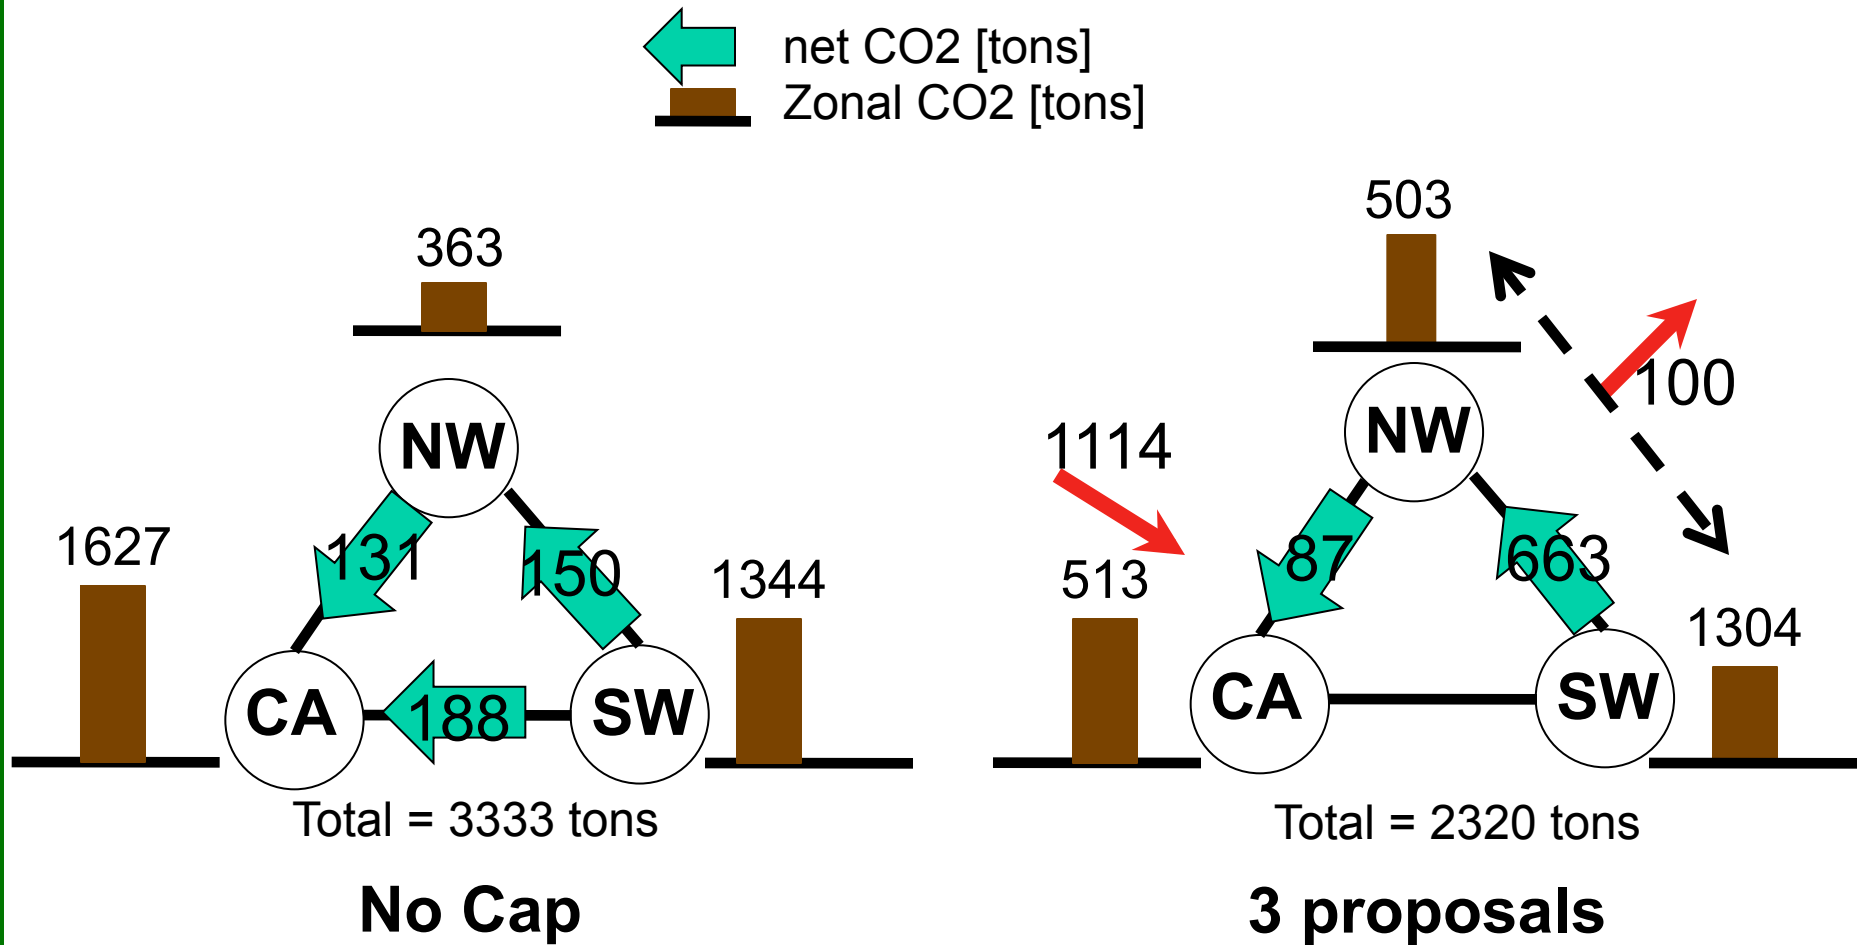 net CO2 [tons]
Zonal CO2 [tons]
363
NW
131
150
1627
1344
CA
188
SW
Total = 3333 tons
No Cap
503
100
1114
NW
87
663
513
1304
CA
SW
Total = 2320 tons
3 proposals